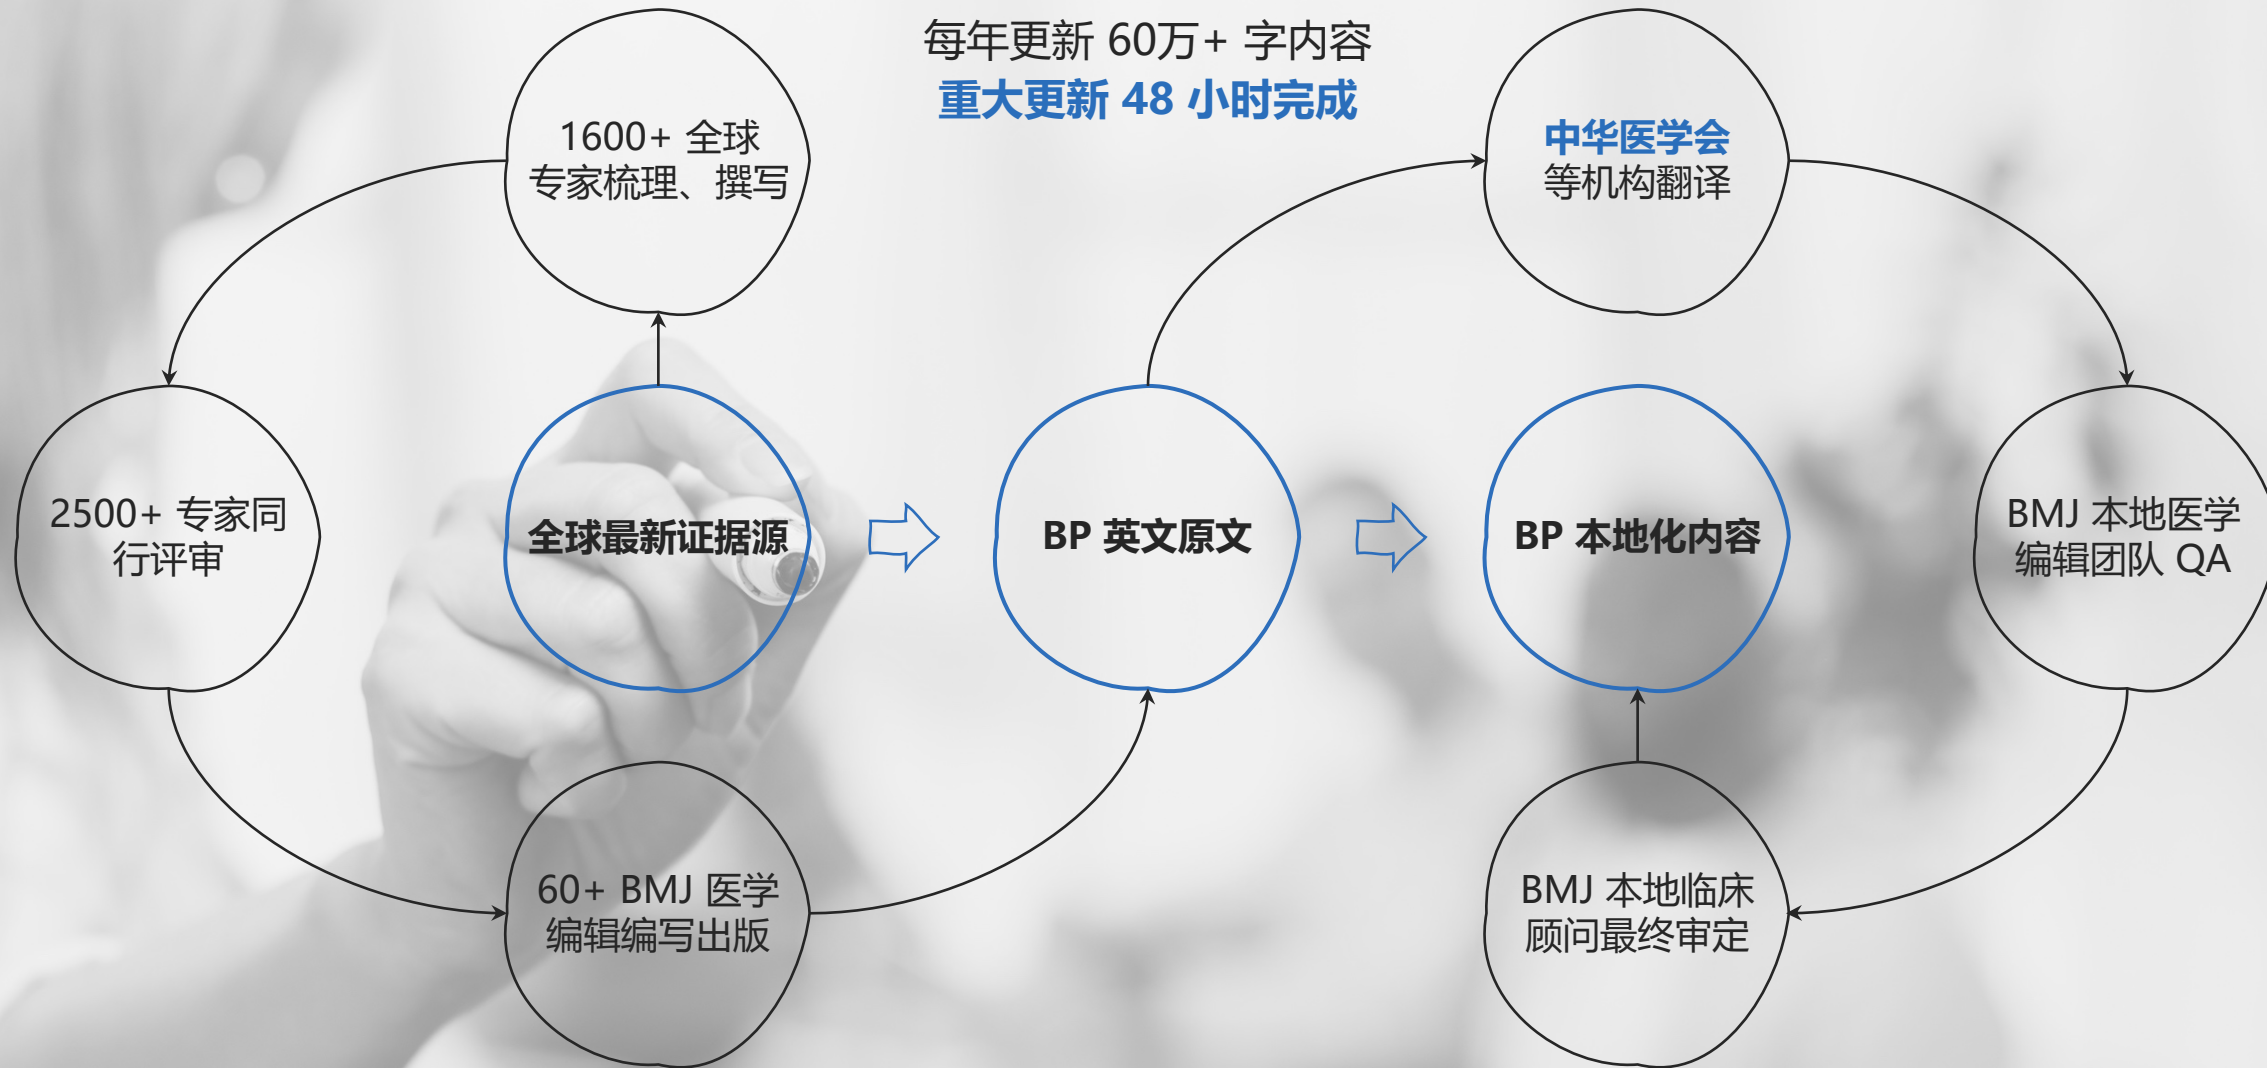 每年更新 60万+ 字内容
重大更新 48 小时完成
1600+ 全球
专家梳理、撰写
中华医学会
等机构翻译
2500+ 专家同
行评审
全球最新证据源
BP 英文原文
BP 本地化内容
BMJ 本地医学
编辑团队 QA
60+ BMJ 医学
编辑编写出版
BMJ 本地临床
顾问最终审定